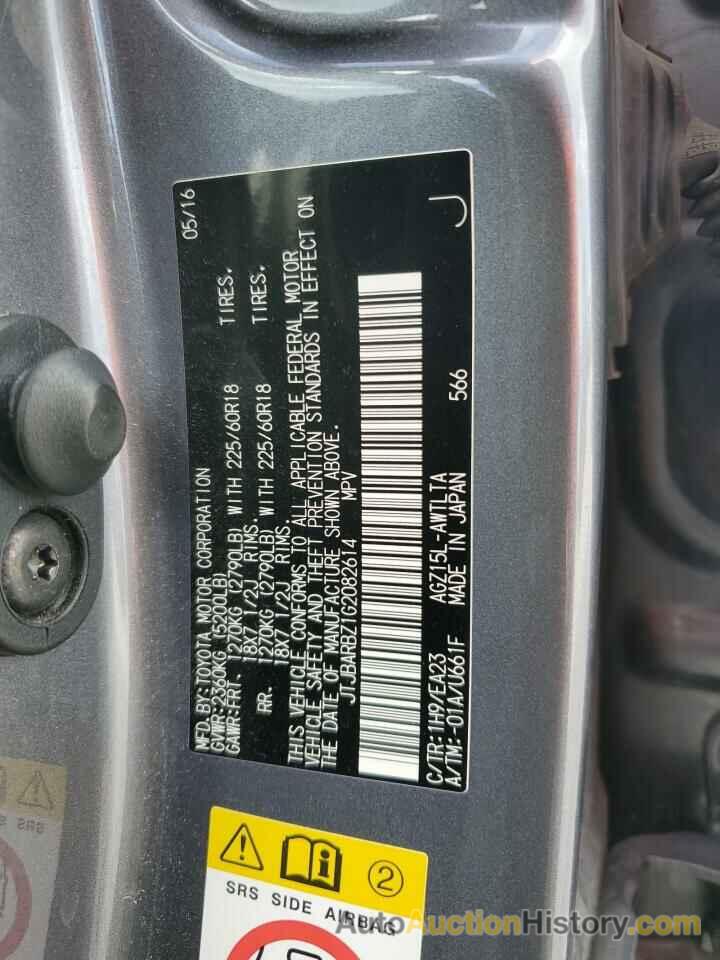 MFD.BY:TOYOTA MOTOR CORPORATION 05/16
GVWR:2360KG (5200LB)
GAWR:FRT 1270KG (2790LB) WITH 225/60R18 TIRES.
18X7 1/2J RIMS.
RR. 1270KG (2790LB) WITH 225/60R18 TIRES.
18X7 1/2J RIMS.
THIS VEHICLE CONFORMS TO ALL APPLICABLE FEDERAL MOTOR
VEHICLE SAFETY AND THEFT PREVENTION STANDARDS IN EFFECT ON
THE DATE OF MANUFACTURE SHOWN ABOVE.
JTJBARBZ1G2082614 MPV
J
C/TR:1H9/EA23 AGZ15L-AWTLTA
A/TM:-01A/U661F MADE IN JAPAN 566
2
SRS SIDE AIRBAG
SRS
AutoAuctionHistory.com